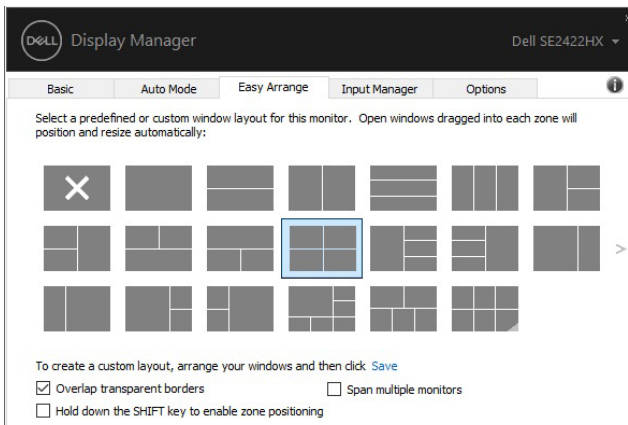 DELL Display Manager Dell SE2422HX
Basic Auto Mode Easy Arrange Input Manager Options
Select a predefined or custom window layout for this monitor. Open windows dragged into each zone will
position and resize automatically:
To create a custom layout, arrange your windows and then click Save
Overlap transparent borders Span multiple monitors
Hold down the SHIFT key to enable zone positioning